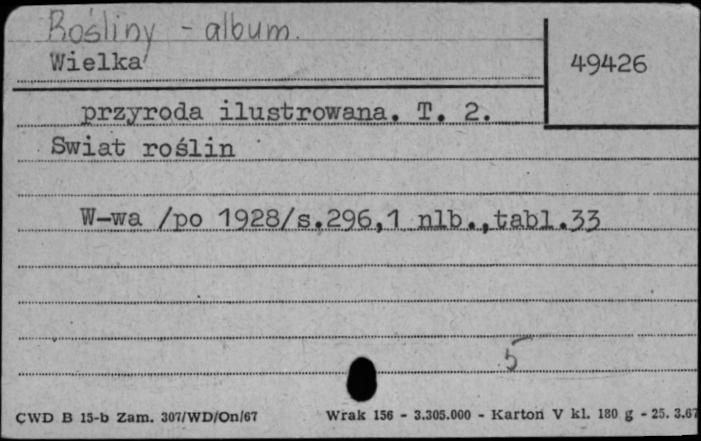 Rośliny - album.
Wielka
49426
przyroda ilustrowana. T. 2.
Swiat roślin
W-wa /po 1928/s.296,1 nlb.,tabl.33
5
CWD B 15-b Zam. 307/WD/On/67 Wrak 156 - 3.305.000 - Karton V kl. 180 g - 25. 3.67